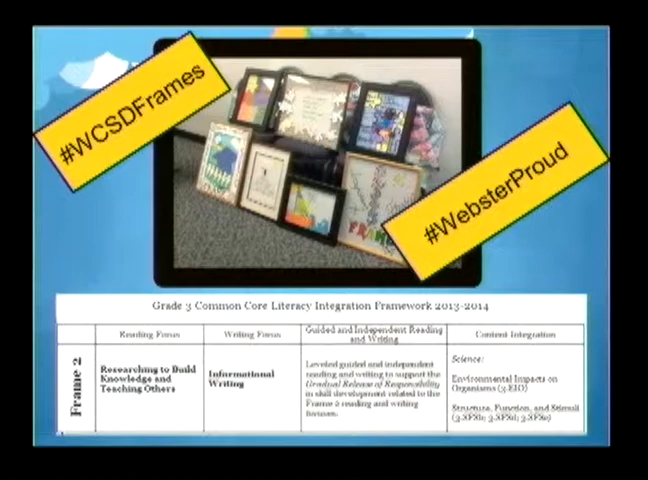 #WCSDFrames
#WebsterProud
Grade 3 Common Core Literacy Integration Framework 2013-2014
Reading Focus
Writing Focus
Guided and Independent Reading
and Writing
Content Integration
Frame 2
Researching to Build
Knowledge and
Teaching Others
Informational
Writing
Leveled guided and independent
reading and writing to support the
Gradual Release of Responsibility
in skill development related to the
Frame 2 reading and writing
focuses.
Science:
Environmental Impacts on
Organisms (3-EIO)
Structure, Function, and Stimuli